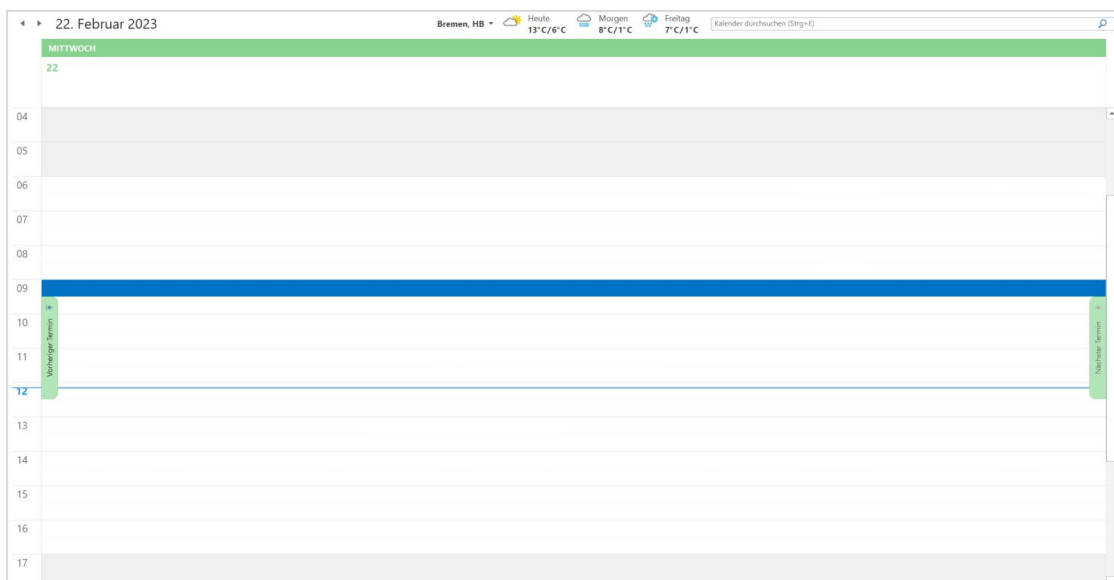 22. Februar 2023
Bremen, HB
Heute
13°C/6°C
Morgen
8°C/1°C
Freitag
7°C/1°C
Kalender durchsuchen (Strg+E)
MITTWOCH
22
04
05
06
07
08
09
10
11
12
13
14
15
16
17
Vorheriger Termin
Nächster Termin